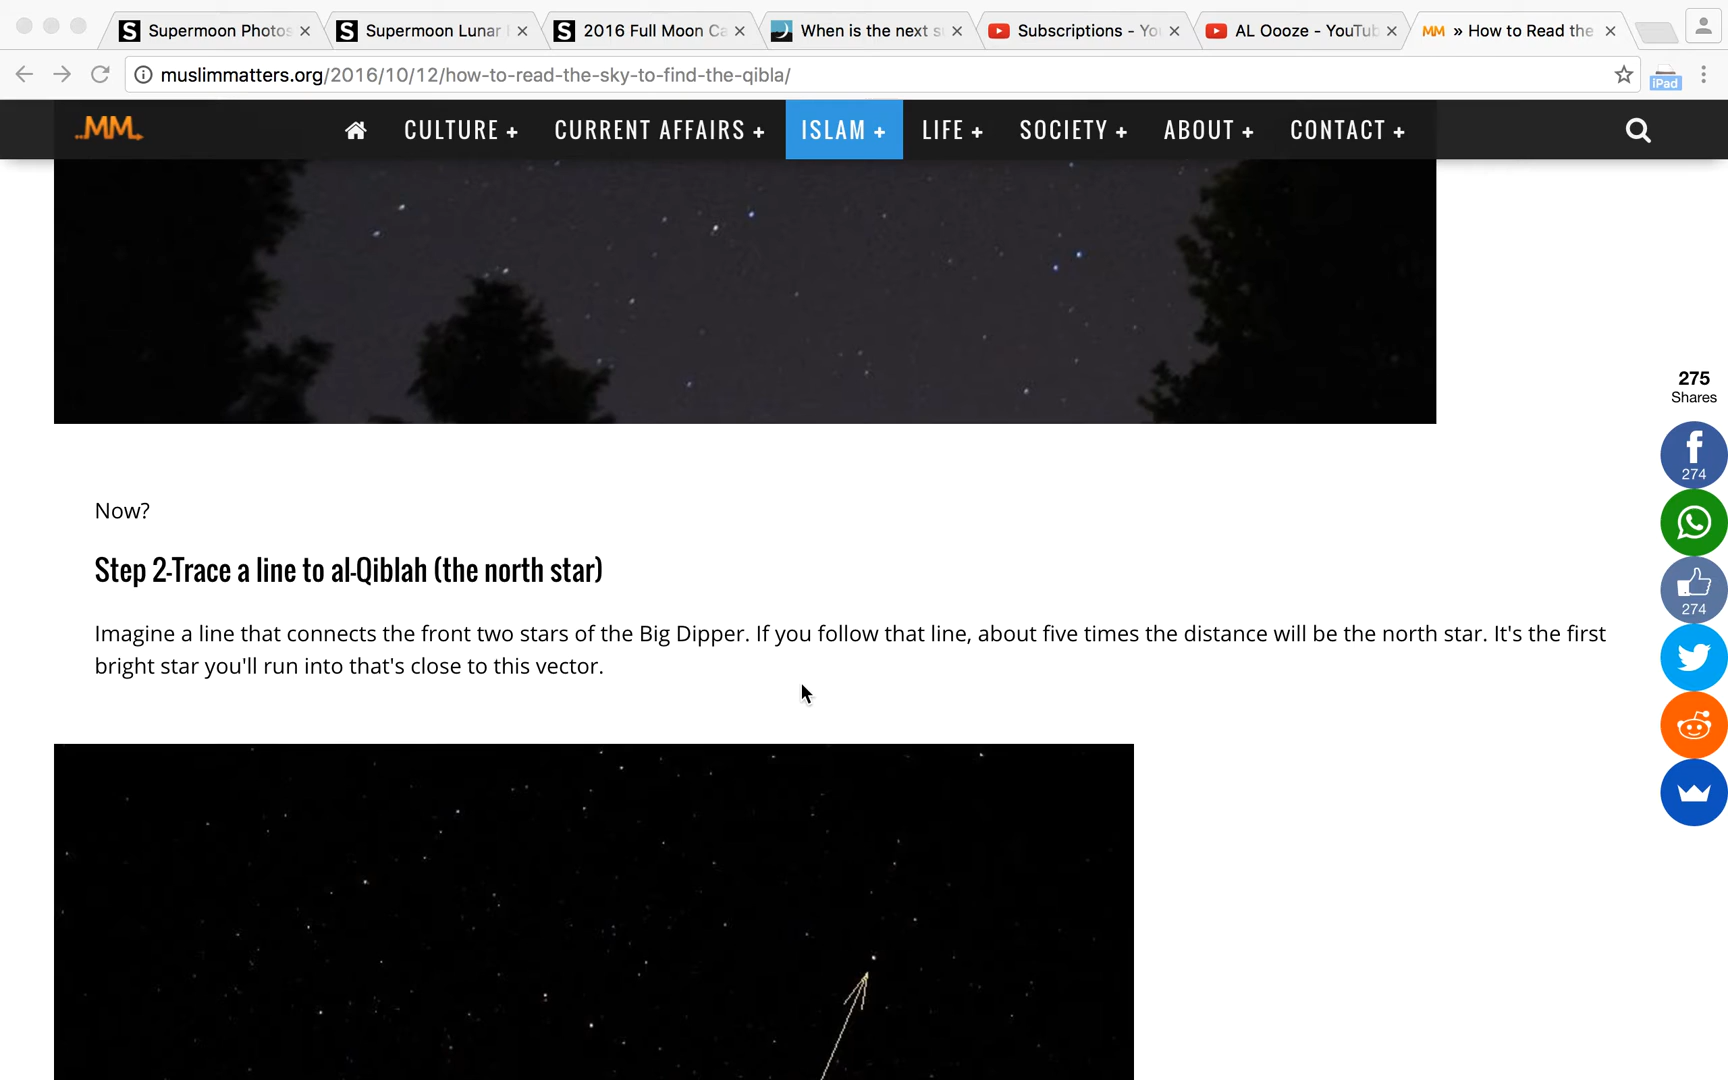 Supermoon Photos
Supermoon Lunar
2016 Full Moon Ca
When is the next s
Subscriptions - Yo
AL Oooze - YouTub
MM » How to Read the
muslimmatters.org/2016/10/12/how-to-read-the-sky-to-find-the-qibla/
iPad
..MM.
CULTURE +
CURRENT AFFAIRS +
ISLAM +
LIFE +
SOCIETY +
ABOUT +
CONTACT +
275
Shares
274
274
Now?
Step 2-Trace a line to al-Qiblah (the north star)
Imagine a line that connects the front two stars of the Big Dipper. If you follow that line, about five times the distance will be the north star. It's the first
bright star you'll run into that's close to this vector.